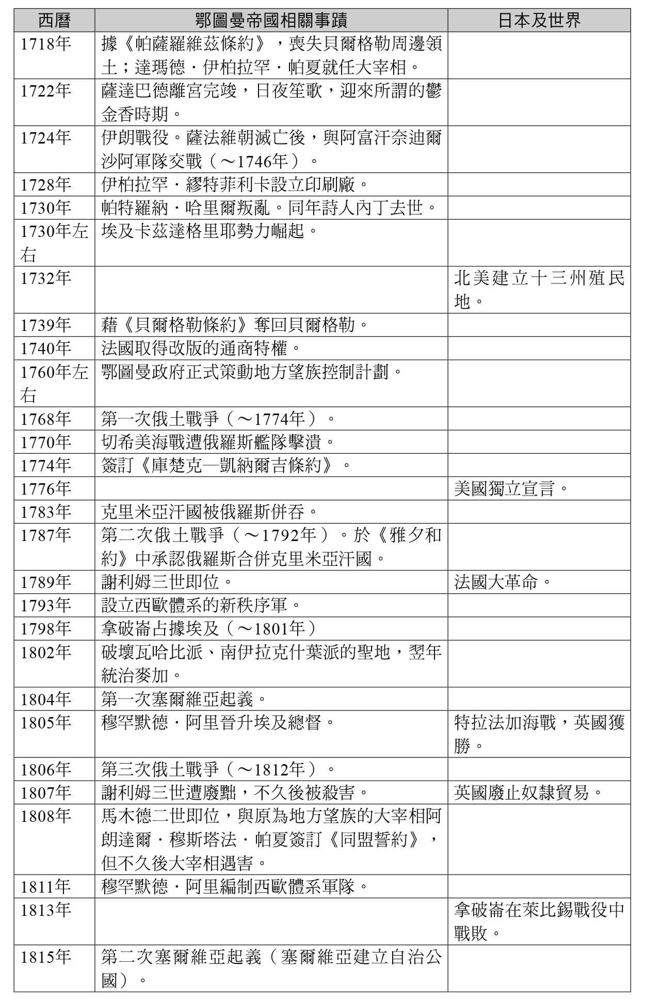 西曆 鄂圖曼帝國相關事蹟 日本及世界
1718年 據《帕薩羅維茲條約》，喪失貝爾格勒周邊領
土；達瑪德．伊柏拉罕．帕夏就任大宰相。
1722年 薩達巴德離宮完竣，日夜笙歌，迎來所謂的鬱
金香時期。
1724年 伊朗戰役。薩法維朝滅亡後，與阿富汗奈迪爾
沙阿軍隊交戰（～1746年）。
1728年 伊柏拉罕．繆特菲利卡設立印刷廠。
1730年 帕特羅納．哈里爾叛亂。同年詩人內丁去世。
1730年左 埃及卡茲達格里耶勢力崛起。
右
1732年 北美建立十三州殖民
地。
1739年 藉《貝爾格勒條約》奪回貝爾格勒。
1740年 法國取得改版的通商特權。
1760年左 鄂圖曼政府正式策動地方望族控制計劃。
右
1768年 第一次俄土戰爭（～1774年）。
1770年 切希美海戰遭俄羅斯艦隊擊潰。
1774年 簽訂《庫楚克—凱納爾吉條約》。
1776年 美國獨立宣言。
1783年 克里米亞汗國被俄羅斯併吞。
1787年 第二次俄土戰爭（～1792年）。於《雅夕和
約》中承認俄羅斯合併克里米亞汗國。
1789年 謝利姆三世即位。 法國大革命。
1793年 設立西歐體系的新秩序軍。
1798年 拿破崙占據埃及（～1801年）
1802年 破壞瓦哈比派、南伊拉克什葉派的聖地，翌年
統治麥加。
1804年 第一次塞爾維亞起義。
1805年 穆罕默德．阿里晉升埃及總督。 特拉法加海戰，英國獲
勝。
1806年 第三次俄土戰爭（～1812年）。
1807年 謝利姆三世遭廢黜，不久後被殺害。 英國廢止奴隸貿易。
1808年 馬木德二世即位，與原為地方望族的大宰相阿
朗達爾．穆斯塔法．帕夏簽訂《同盟誓約》，
但不久後大宰相遇害。
1811年 穆罕默德．阿里編制西歐體系軍隊。
1813年 拿破崙在萊比錫戰役中
戰敗。
1815年 第二次塞爾維亞起義（塞爾維亞建立自治公
國）。